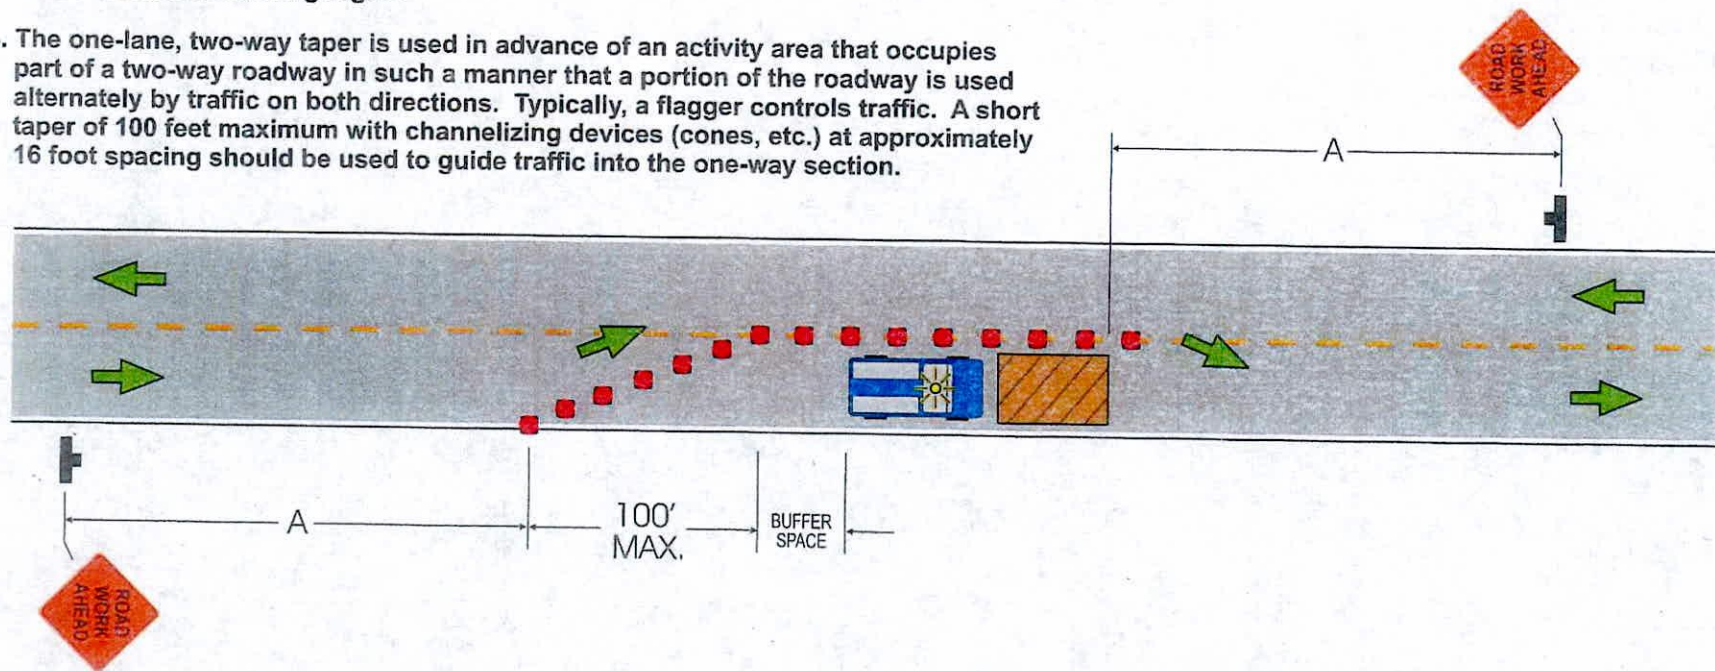 . The one-lane, two-way taper is used in advance of an activity area that occupies
part of a two-way roadway in such a manner that a portion of the roadway is used
alternately by traffic on both directions. Typically, a flagger controls traffic. A short
taper of 100 feet maximum with channelizing devices (cones, etc.) at approximately
16 foot spacing should be used to guide traffic into the one-way section.
ROAD
WORK
AHEAD
A
A
100'
MAX.
BUFFER
SPACE
ROAD
WORK
AHEAD